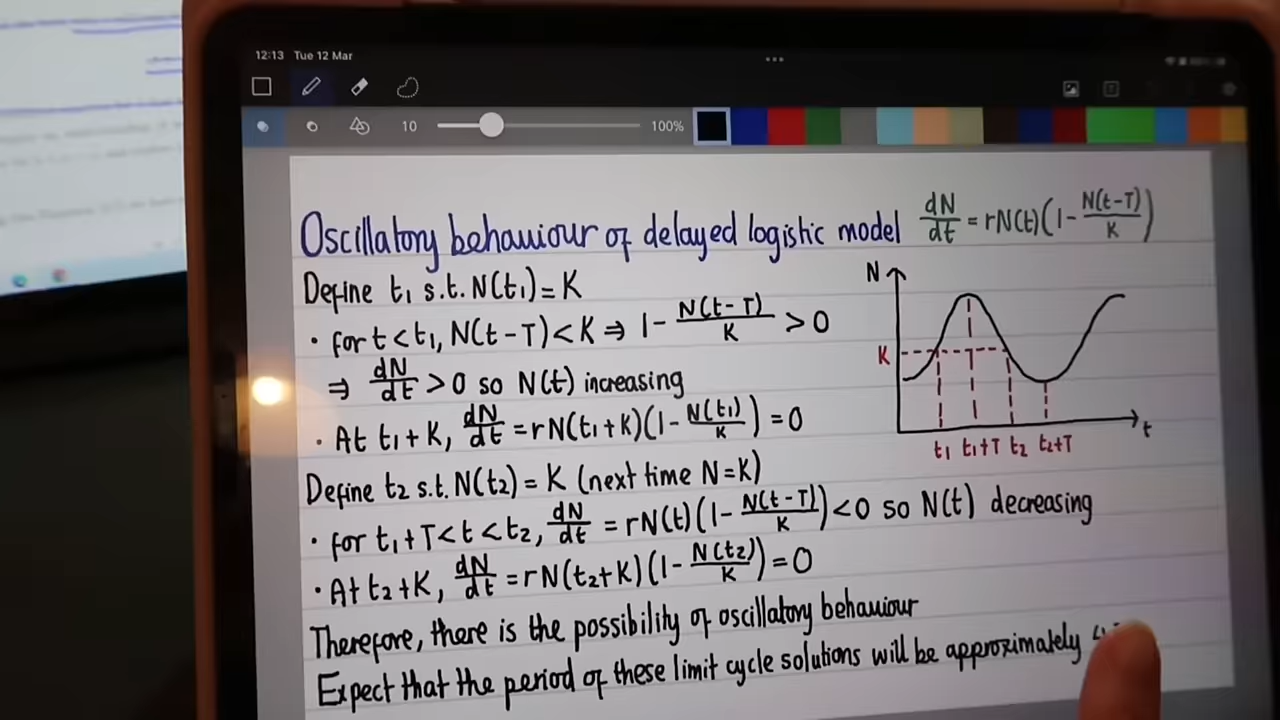 12:13 Tue 12 Mar
10 100%
Oscillatory behaviour of delayed logistic model dN/dt = rN(t)(1 - N(t-T)/K)
Define t₁ s.t. N(t₁) = K
• for t < t₁, N(t-T) < K ⇒ 1 - N(t-T)/K > 0
⇒ dN/dt > 0 so N(t) increasing
• At t₁+K, dN/dt = rN(t₁+K)(1 - N(t₁)/K) = 0
N
K
t
t₁ t₁+T t₂ t₂+T
Define t₂ s.t. N(t₂) = K (next time N=K)
• for t₁+T < t < t₂, dN/dt = rN(t)(1 - N(t-T)/K) < 0 so N(t) decreasing
• At t₂+K, dN/dt = rN(t₂+K)(1 - N(t₂)/K) = 0
Therefore, there is the possibility of oscillatory behaviour
Expect that the period of these limit cycle solutions will be approximately